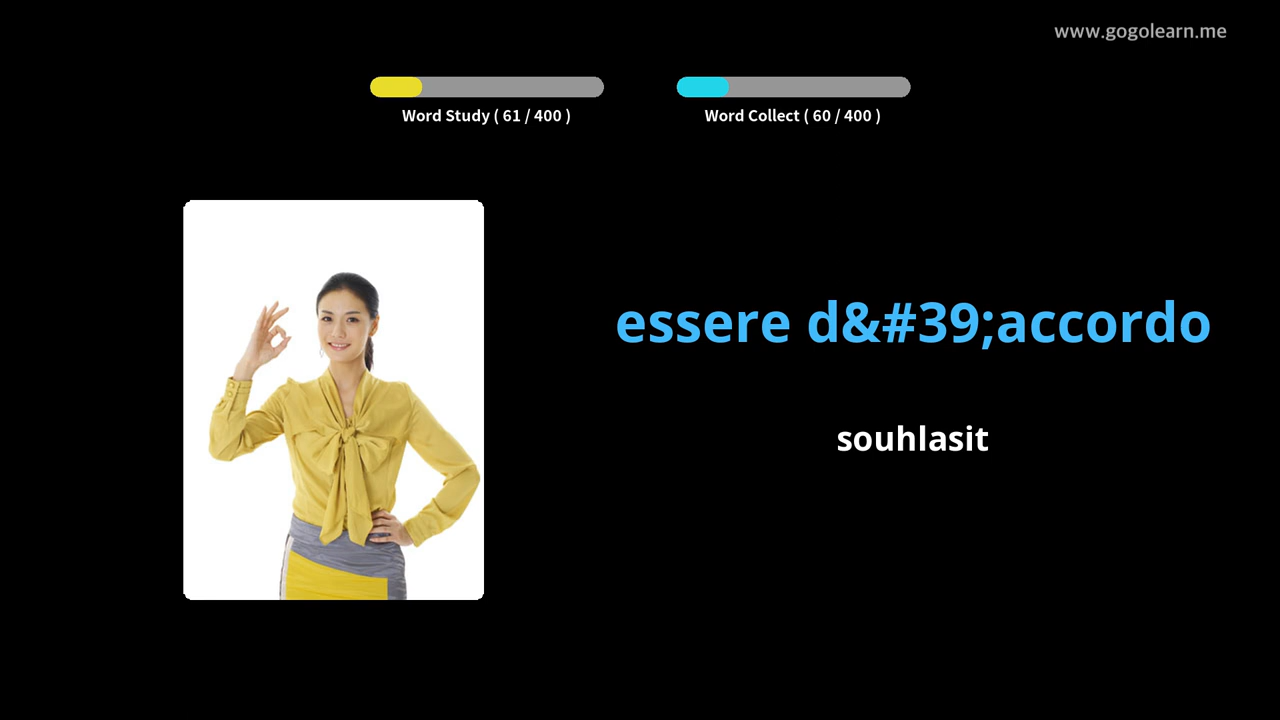 www.gogolearn.me
Word Study ( 61 / 400 )
Word Collect ( 60 / 400 )
essere d&#39;accordo
souhlasit